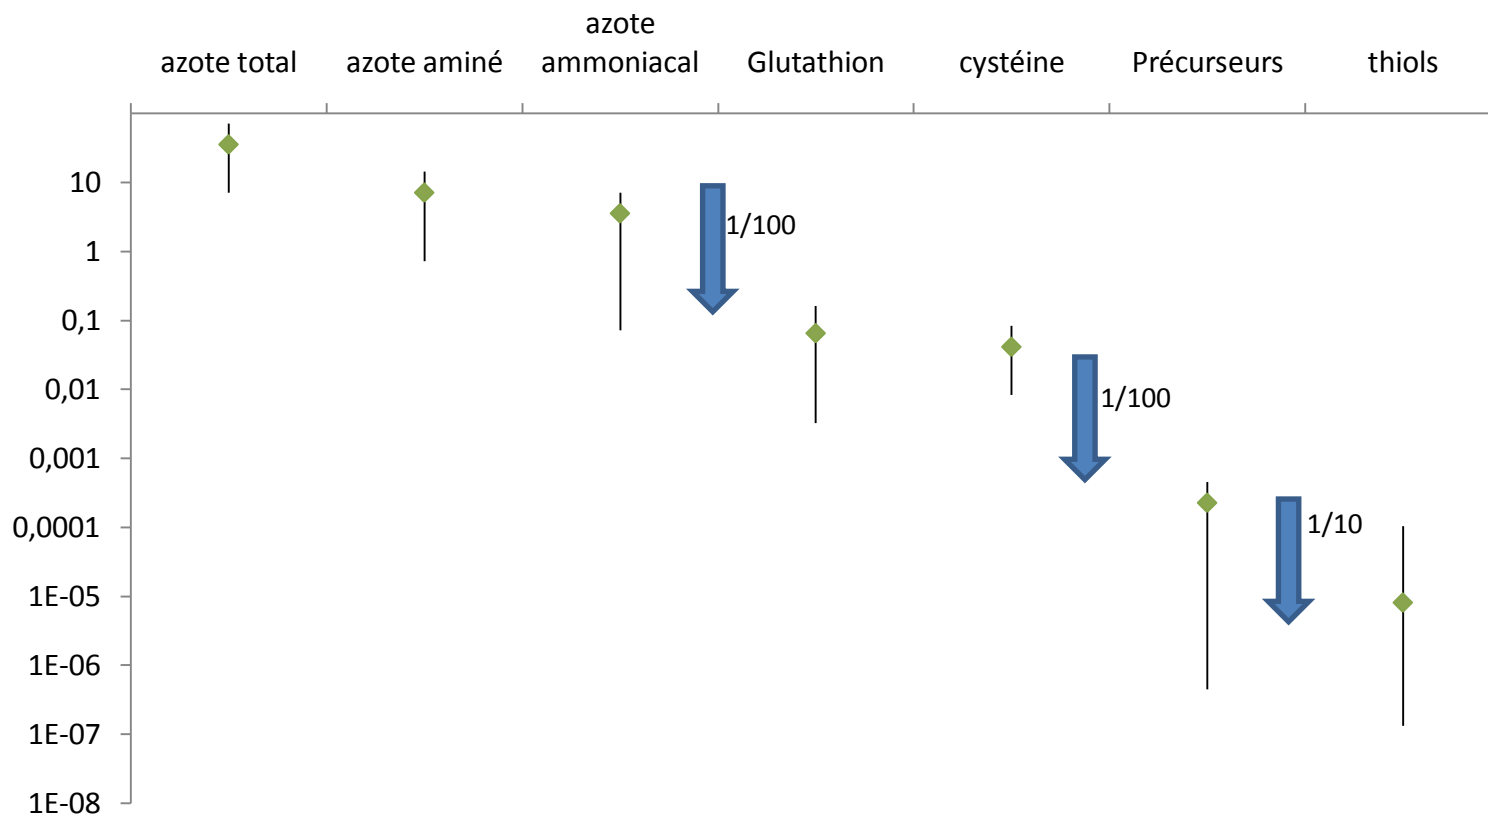 azote total
azote aminé
azote
ammoniacal
Glutathion
cystéine
Précurseurs
thiols
10
1
0,1
0,01
0,001
0,0001
1E-05
1E-06
1E-07
1E-08
1/100
1/100
1/10